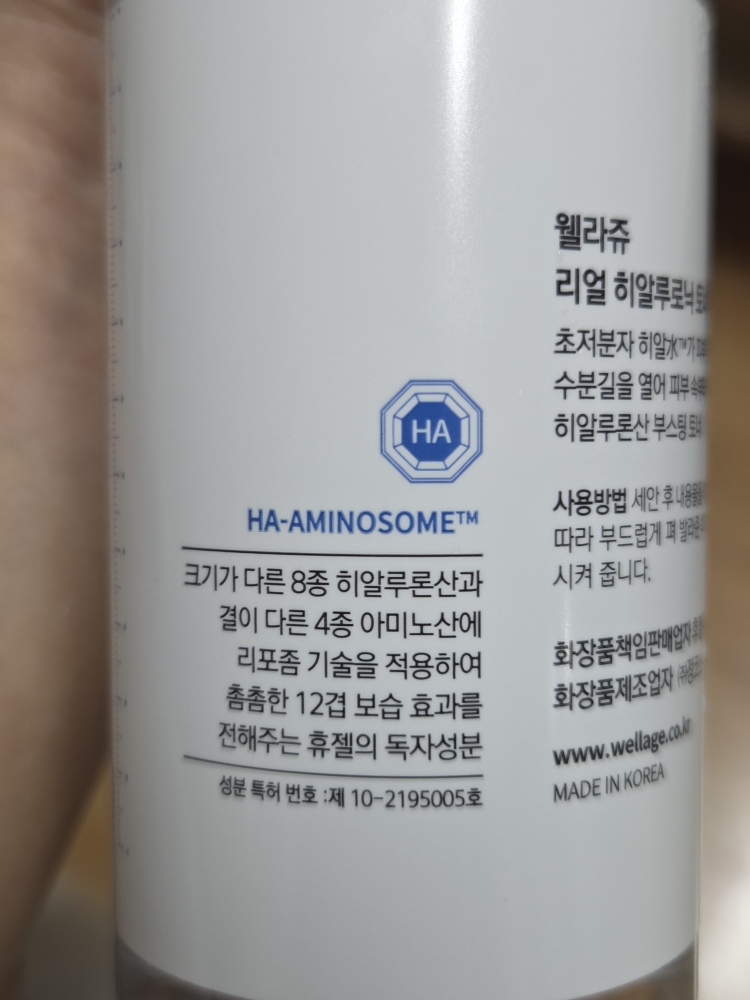 HA
HA-AMINOSOME™
크기가 다른 8종 히알루론산과
결이 다른 4종 아미노산에
리포좀 기술을 적용하여
촘촘한 12겹 보습 효과를
전해주는 휴젤의 독자성분
성분 특허 번호 :제 10-2195005호
웰라쥬
리얼 히알루로닉
초저분자 히알水™가
수분길을 열어 피부
히알루론산 부스팅
사용방법 세안 후
따라 부드럽게 펴
시켜 줍니다.
화장품책임판매업자
화장품제조업자
www.wellage.co.kr
MADE IN KOREA